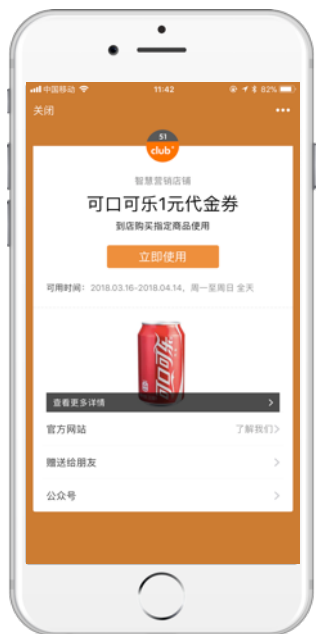 中国移动 11:42 82%
关闭
51
club
智慧营销店铺
可口可乐1元代金券
到店购买指定商品使用
立即使用
可用时间：2018.03.16-2018.04.14，周一至周日 全天
可口可乐
查看更多详情
官方网站 了解我们
赠送给朋友
公众号